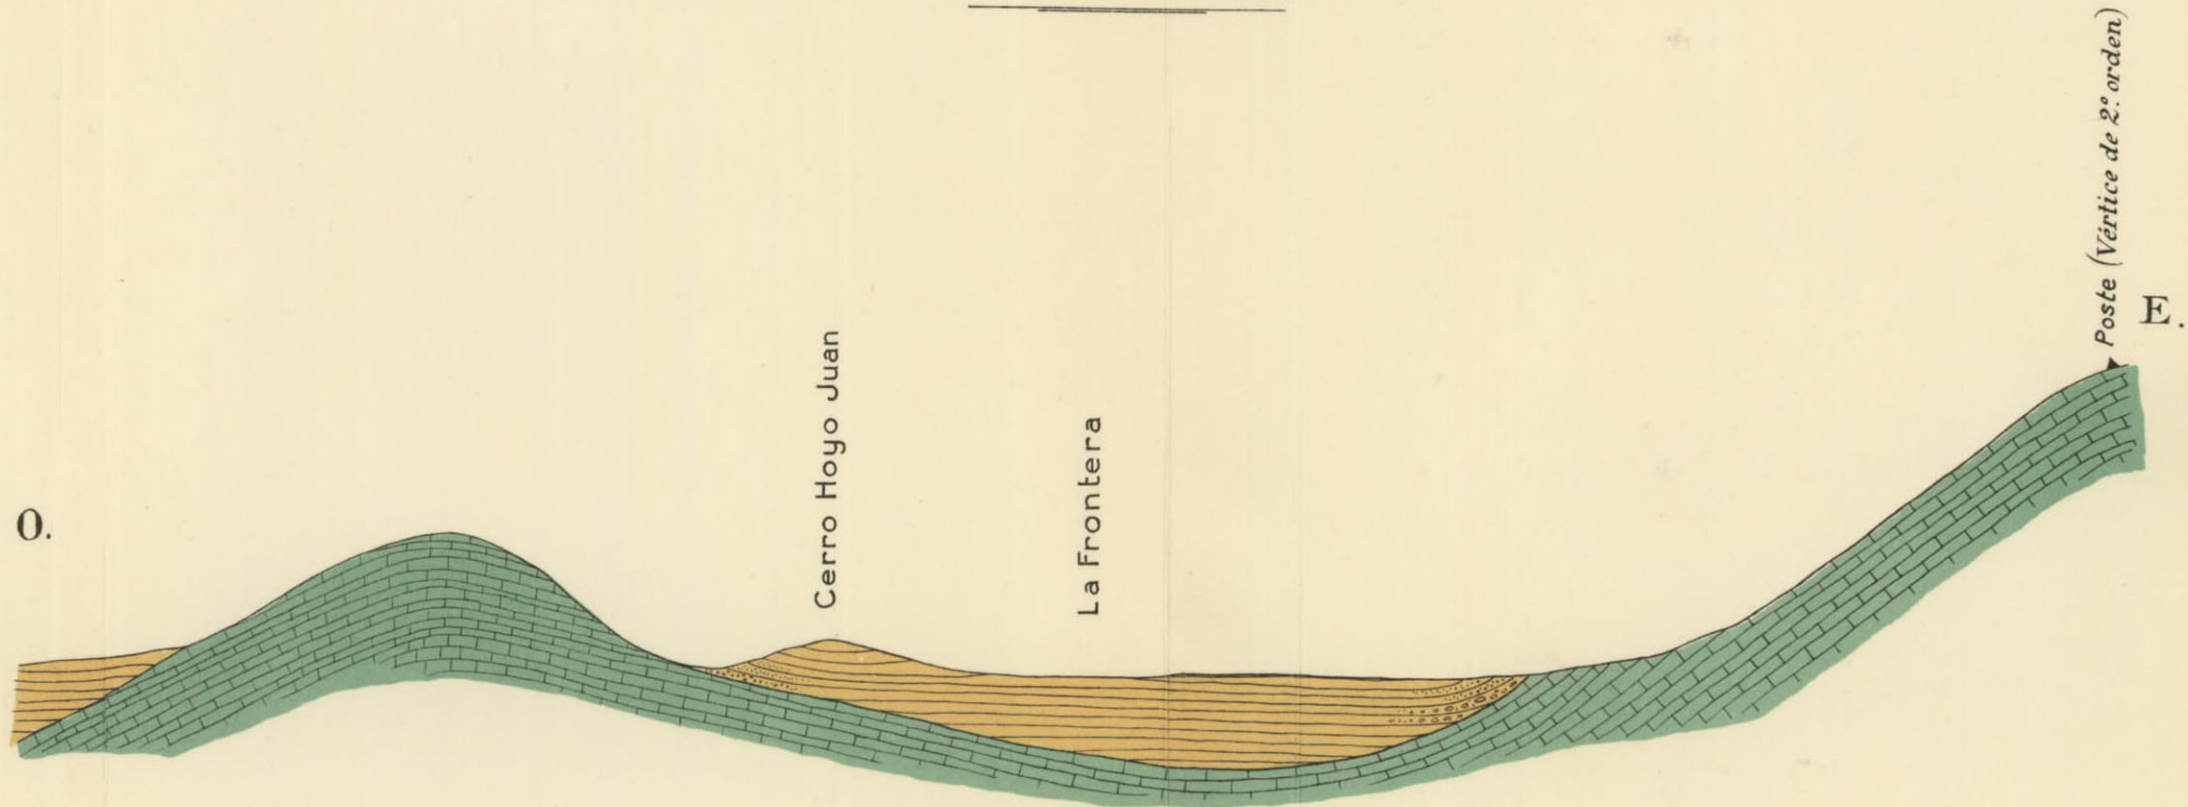 O.
Cerro Hoyo Juan
La Frontera
Poste (Vértice de 2º. orden)
E.